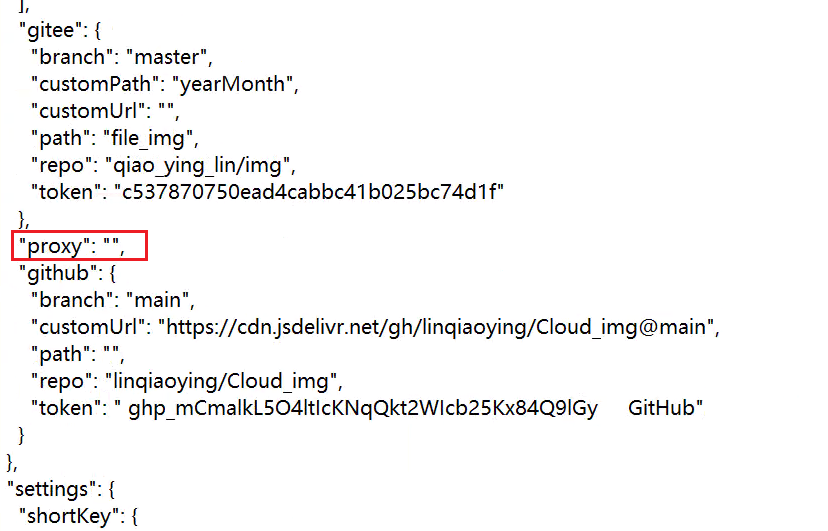 ],
"gitee": {
"branch": "master",
"customPath": "yearMonth",
"customUrl": "",
"path": "file_img",
"repo": "qiao_ying_lin/img",
"token": "c537870750ead4cabbc41b025bc74d1f"
},
"proxy": "",
"github": {
"branch": "main",
"customUrl": "https://cdn.jsdelivr.net/gh/linqiaoying/Cloud_img@main",
"path": "",
"repo": "linqiaoying/Cloud_img",
"token": " 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 GitHub"
}
},
"settings": {
"shortKey": {